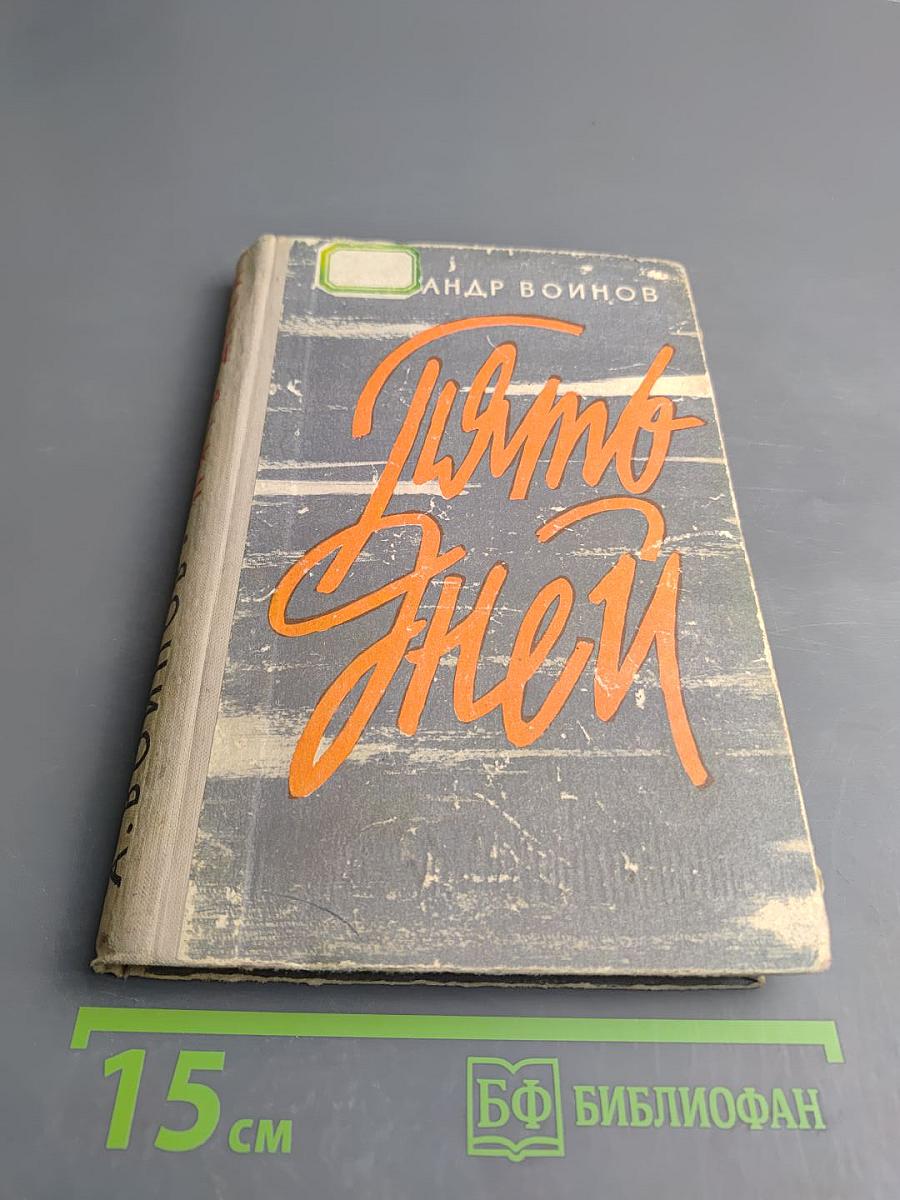 АНДР ВОИНОВ
Пять
дней
А. ВОИНОВ
15 см
БФ БИБЛИОФАН